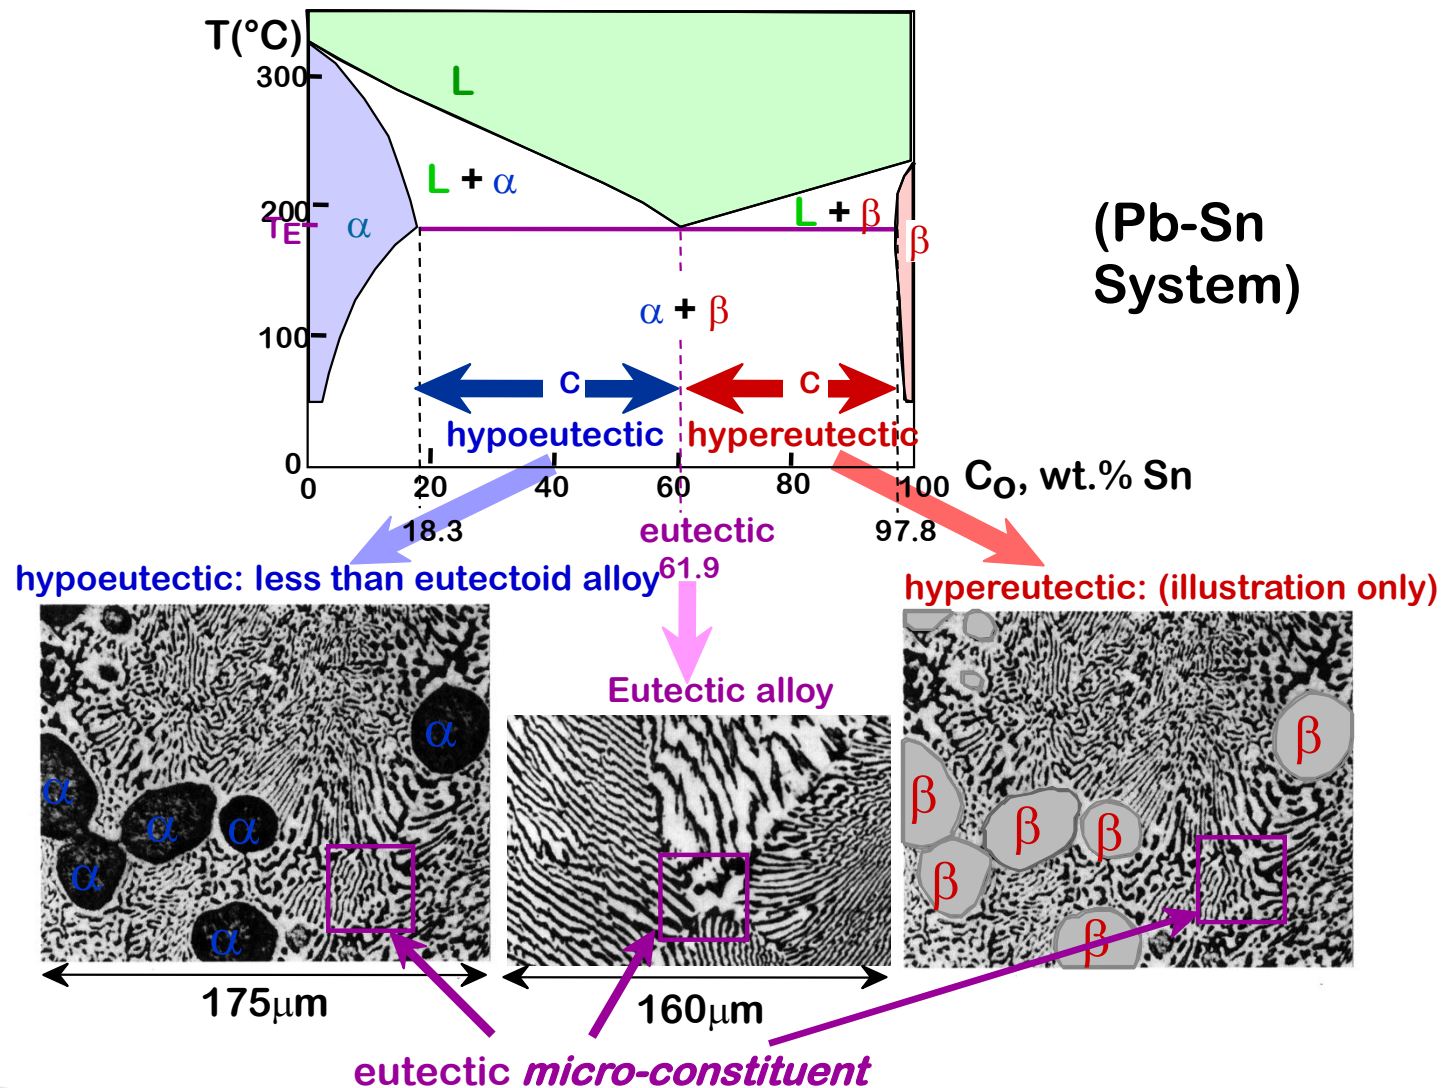 T(°C)
300
L
L + α
200
TE
α
L + β
β
(Pb-Sn
System)
α + β
100
C
C
hypoeutectic
hypereutectic
0
0
20
40
60
80
100
Co, wt.% Sn
18.3
eutectic
97.8
61.9
hypoeutectic: less than eutectoid alloy
hypereutectic: (illustration only)
Eutectic alloy
α
α
α
α
α
α
β
β
β
β
β
β
175μm
160μm
eutectic micro-constituent